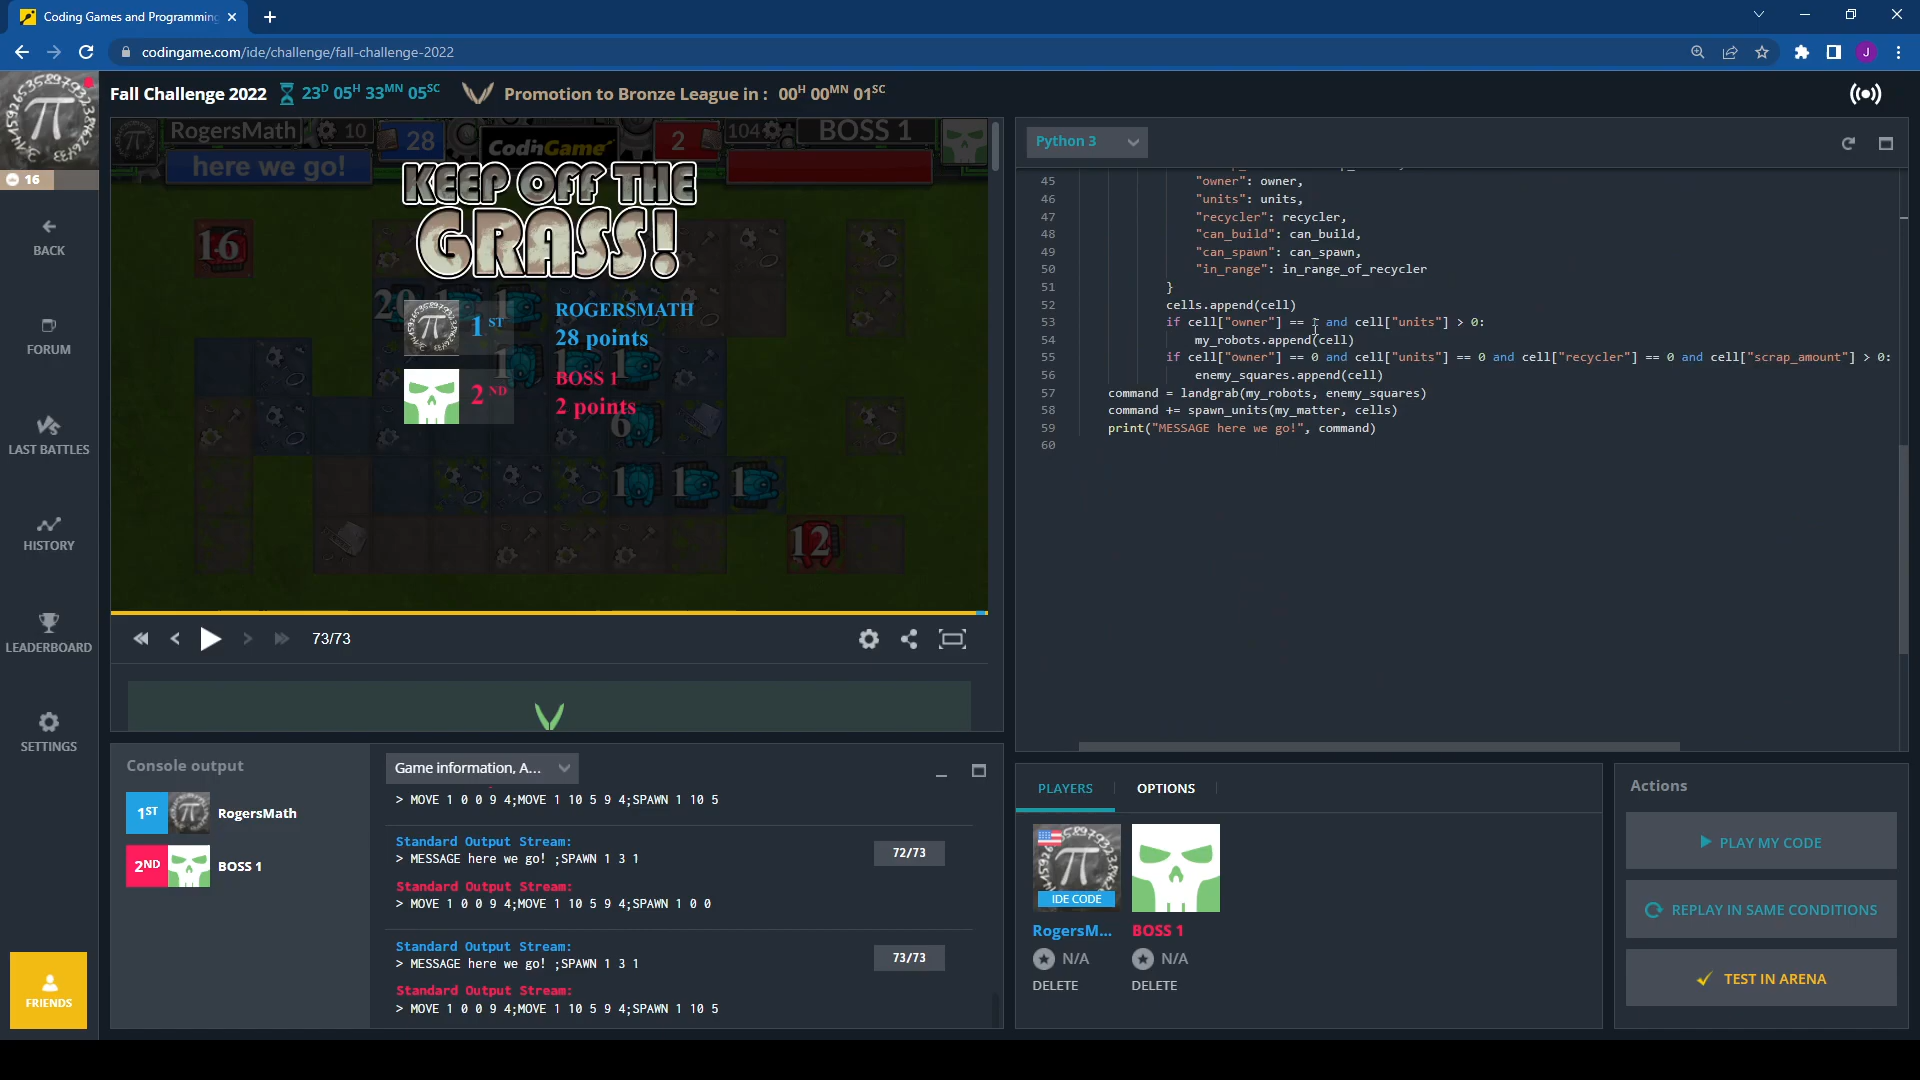 Coding Games and Programming
codingame.com/ide/challenge/fall-challenge-2022
J
Fall Challenge 2022
23D 05H 33MN 05SC
Promotion to Bronze League in : 00H 00MN 01SC
16
BACK
FORUM
LAST BATTLES
HISTORY
LEADERBOARD
SETTINGS
FRIENDS
RogersMath
10
28
CodinGame
2
104
BOSS 1
here we go!
KEEP OFF THE
GRASS!
16
20
1
1ST
ROGERSMATH
28 points
2ND
BOSS 1
2 points
1
1
6
1
1
1
12
73/73
Python 3
45 "owner": owner,
46 "units": units,
47 "recycler": recycler,
48 "can_build": can_build,
49 "can_spawn": can_spawn,
50 "in_range": in_range_of_recycler
51 }
52 cells.append(cell)
53 if cell["owner"] == and cell["units"] > 0:
54 my_robots.append(cell)
55 if cell["owner"] == 0 and cell["units"] == 0 and cell["recycler"] == 0 and cell["scrap_amount"] > 0:
56 enemy_squares.append(cell)
57 command = landgrab(my_robots, enemy_squares)
58 command += spawn_units(my_matter, cells)
59 print("MESSAGE here we go!", command)
60
Console output
1ST RogersMath
2ND BOSS 1
Game information, A...
> MOVE 1 0 0 9 4;MOVE 1 10 5 9 4;SPAWN 1 10 5
Standard Output Stream:
> MESSAGE here we go! ;SPAWN 1 3 1
72/73
Standard Output Stream:
> MOVE 1 0 0 9 4;MOVE 1 10 5 9 4;SPAWN 1 0 0
Standard Output Stream:
> MESSAGE here we go! ;SPAWN 1 3 1
73/73
Standard Output Stream:
> MOVE 1 0 0 9 4;MOVE 1 10 5 9 4;SPAWN 1 10 5
PLAYERS
OPTIONS
IDE CODE
RogersM...
N/A
DELETE
BOSS 1
N/A
DELETE
Actions
PLAY MY CODE
REPLAY IN SAME CONDITIONS
TEST IN ARENA